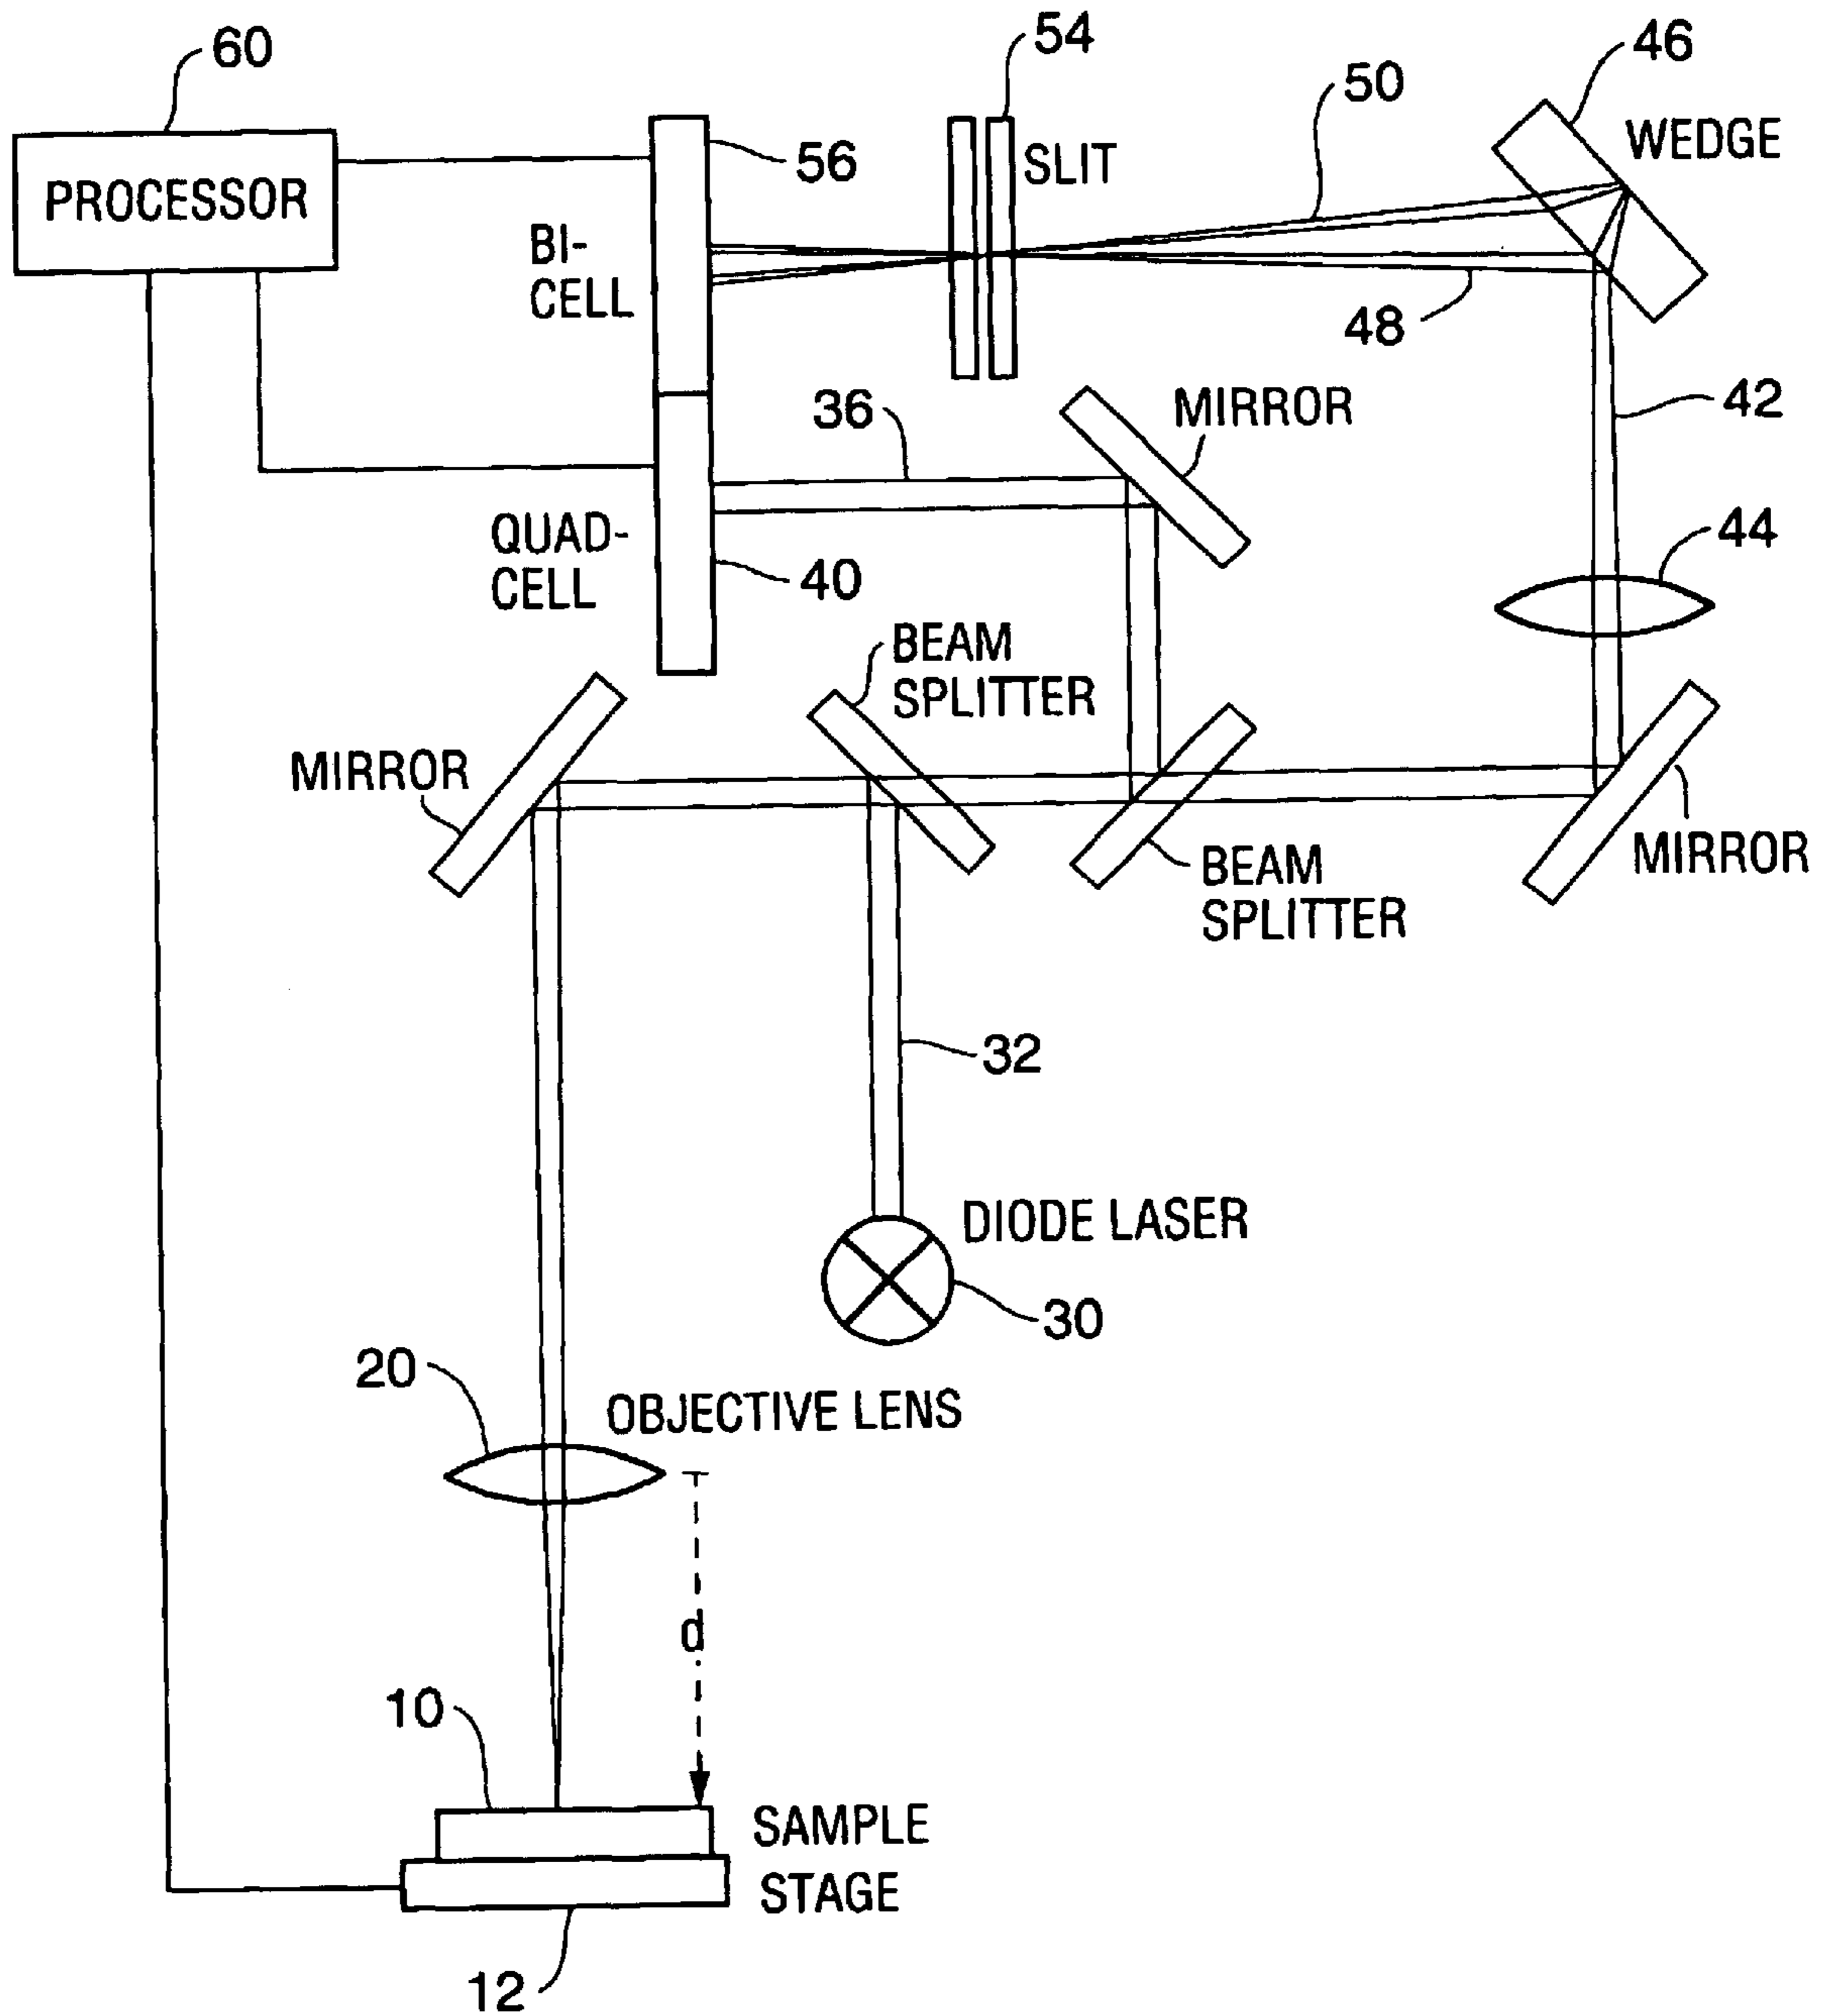 60
PROCESSOR
56
BI-
CELL
54
SLIT
50
46
WEDGE
48
42
36
MIRROR
QUAD-
CELL
40
44
BEAM
SPLITTER
MIRROR
BEAM
SPLITTER
MIRROR
32
DIODE LASER
30
20
OBJECTIVE LENS
d
10
SAMPLE
STAGE
12